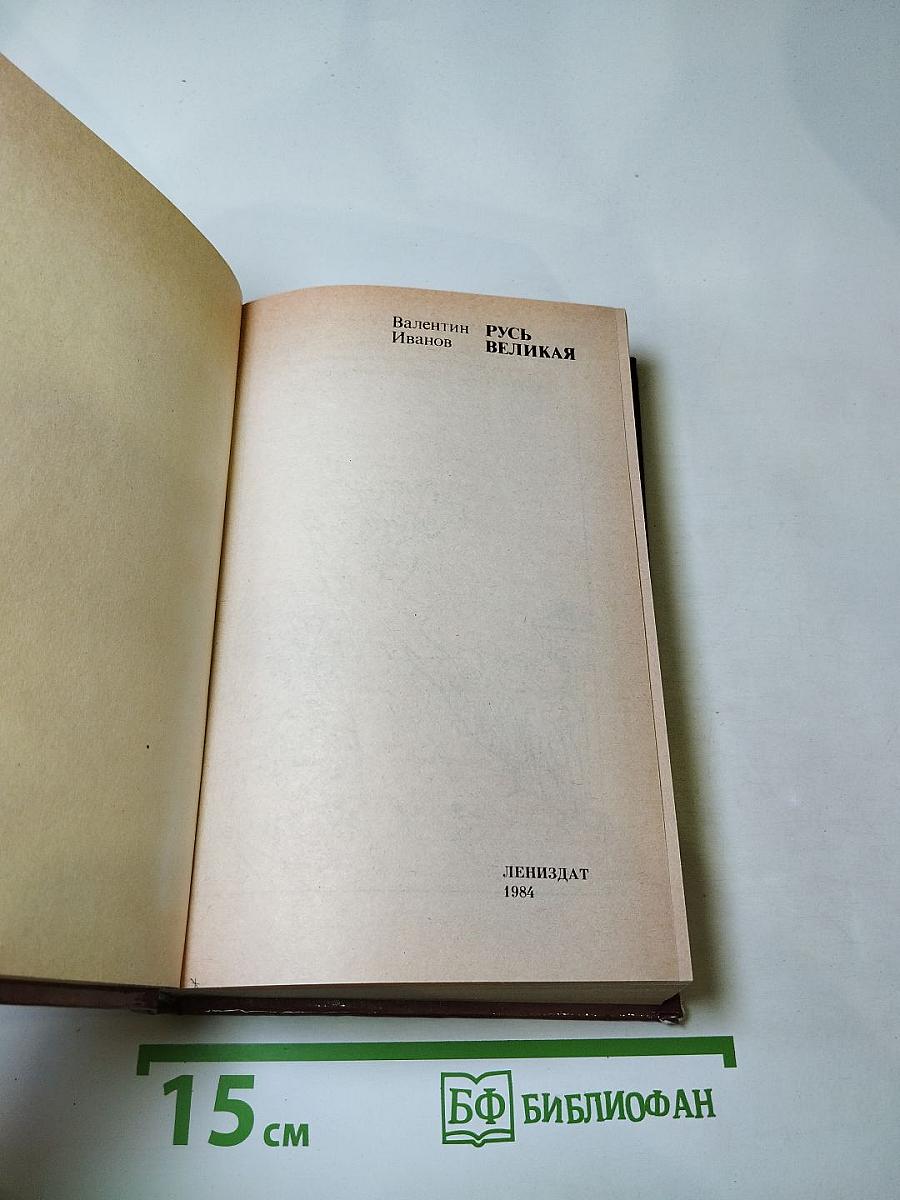 Валентин
Иванов
РУСЬ
ВЕЛИКАЯ
ЛЕНИЗДАТ
1984
15 см
БФ БИБЛИОФАН